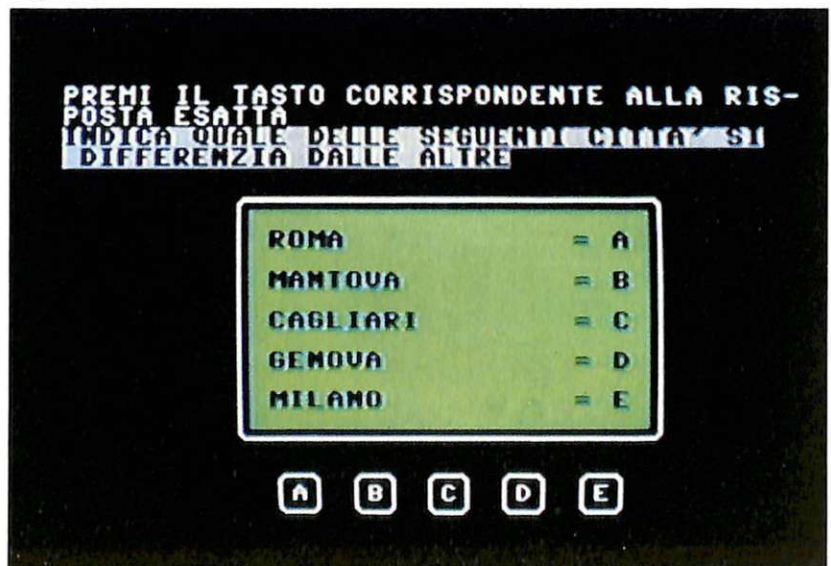 PREMI IL TASTO CORRISPONDENTE ALLA RIS-
POSTA ESATTA
INDICA QUALE DELLE SEGUENTI CITTA' SI
DIFFERENZIA DALLE ALTRE
ROMA = A
MANTOVA = B
CAGLIARI = C
GENOVA = D
MILANO = E
A B C D E